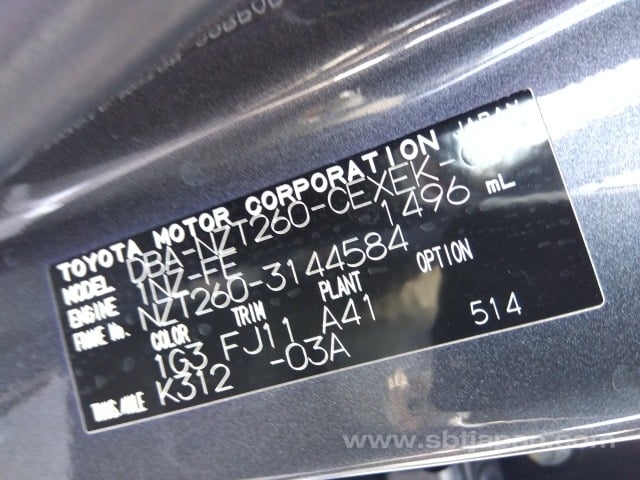 TOYOTA MOTOR CORPORATION JAPAN
MODEL DBA-NZT260-CEXEK-
ENGINE 1NZ-FE 1496 mL
FRAME No. NZT260-3144584
COLOR TRIM PLANT OPTION
1G3 FJ11 A41 514
TRANS/AXLE K312 -03A
www.sbtjapan.com